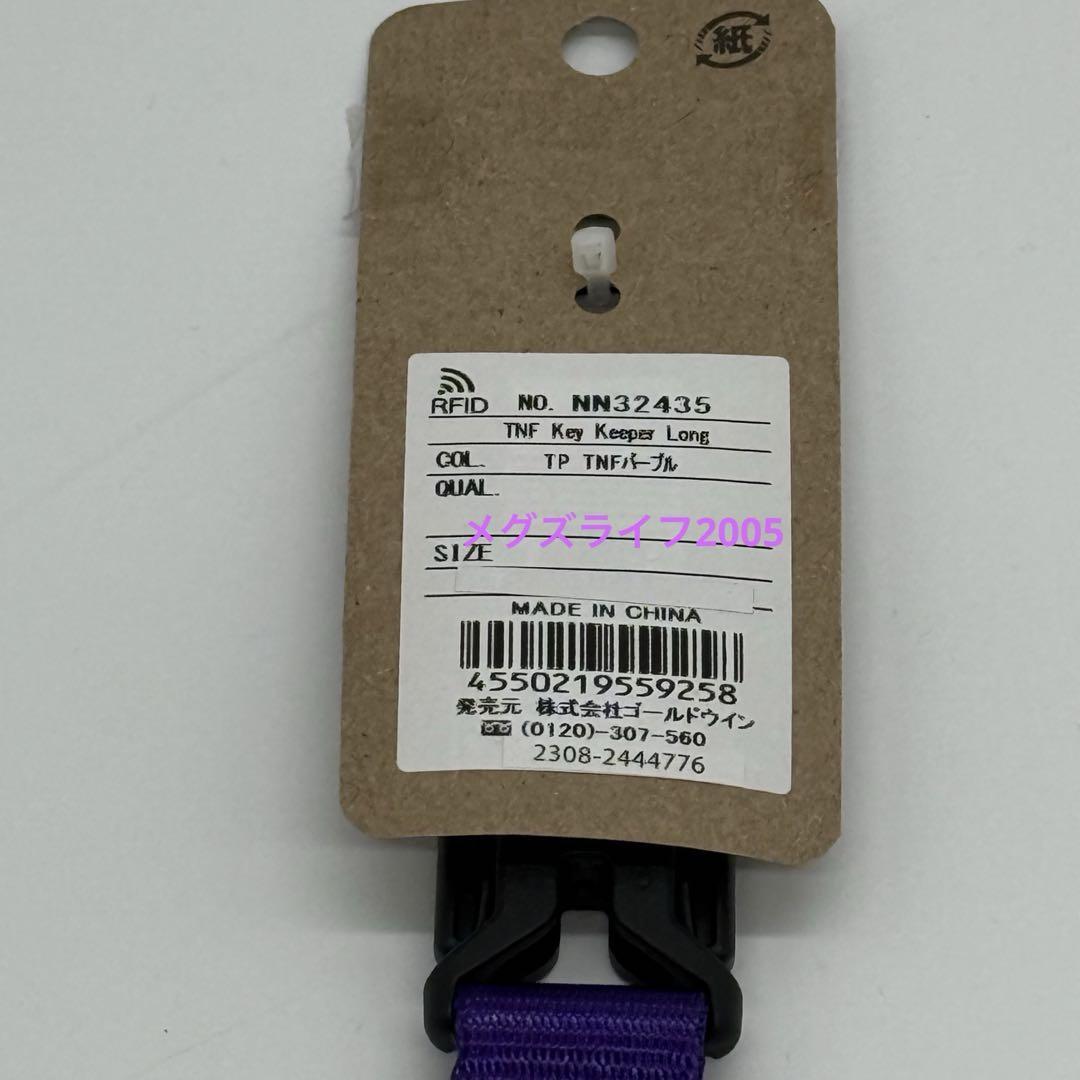 紙
RFID NO. NN32435
TNF Key Keeper Long
COL. TP TNFパープル
QUAL.
メグズライフ2005
SIZE
MADE IN CHINA
4550219559258
発売元 株式会社ゴールドウイン
(0120)-307-560
2308-2444776